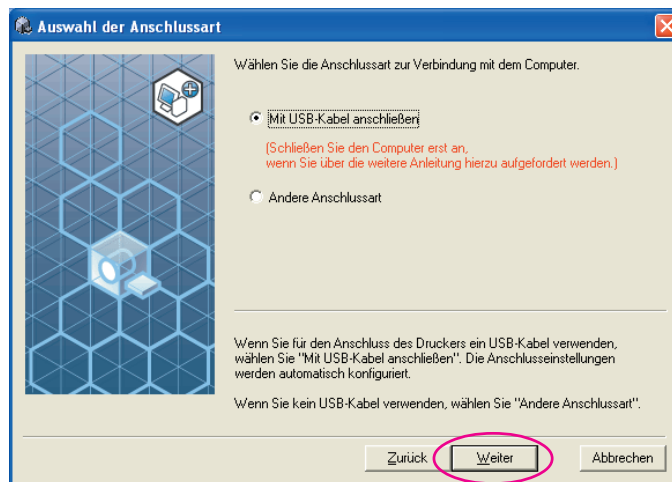 Auswahl der Anschlussart
Wählen Sie die Anschlussart zur Verbindung mit dem Computer.
Mit USB-Kabel anschließen
(Schließen Sie den Computer erst an,
wenn Sie über die weitere Anleitung hierzu aufgefordert werden.)
Andere Anschlussart
Wenn Sie für den Anschluss des Druckers ein USB-Kabel verwenden,
wählen Sie "Mit USB-Kabel anschließen". Die Anschlusseinstellungen
werden automatisch konfiguriert.
Wenn Sie kein USB-Kabel verwenden, wählen Sie "Andere Anschlussart".
Zurück Weiter Abbrechen